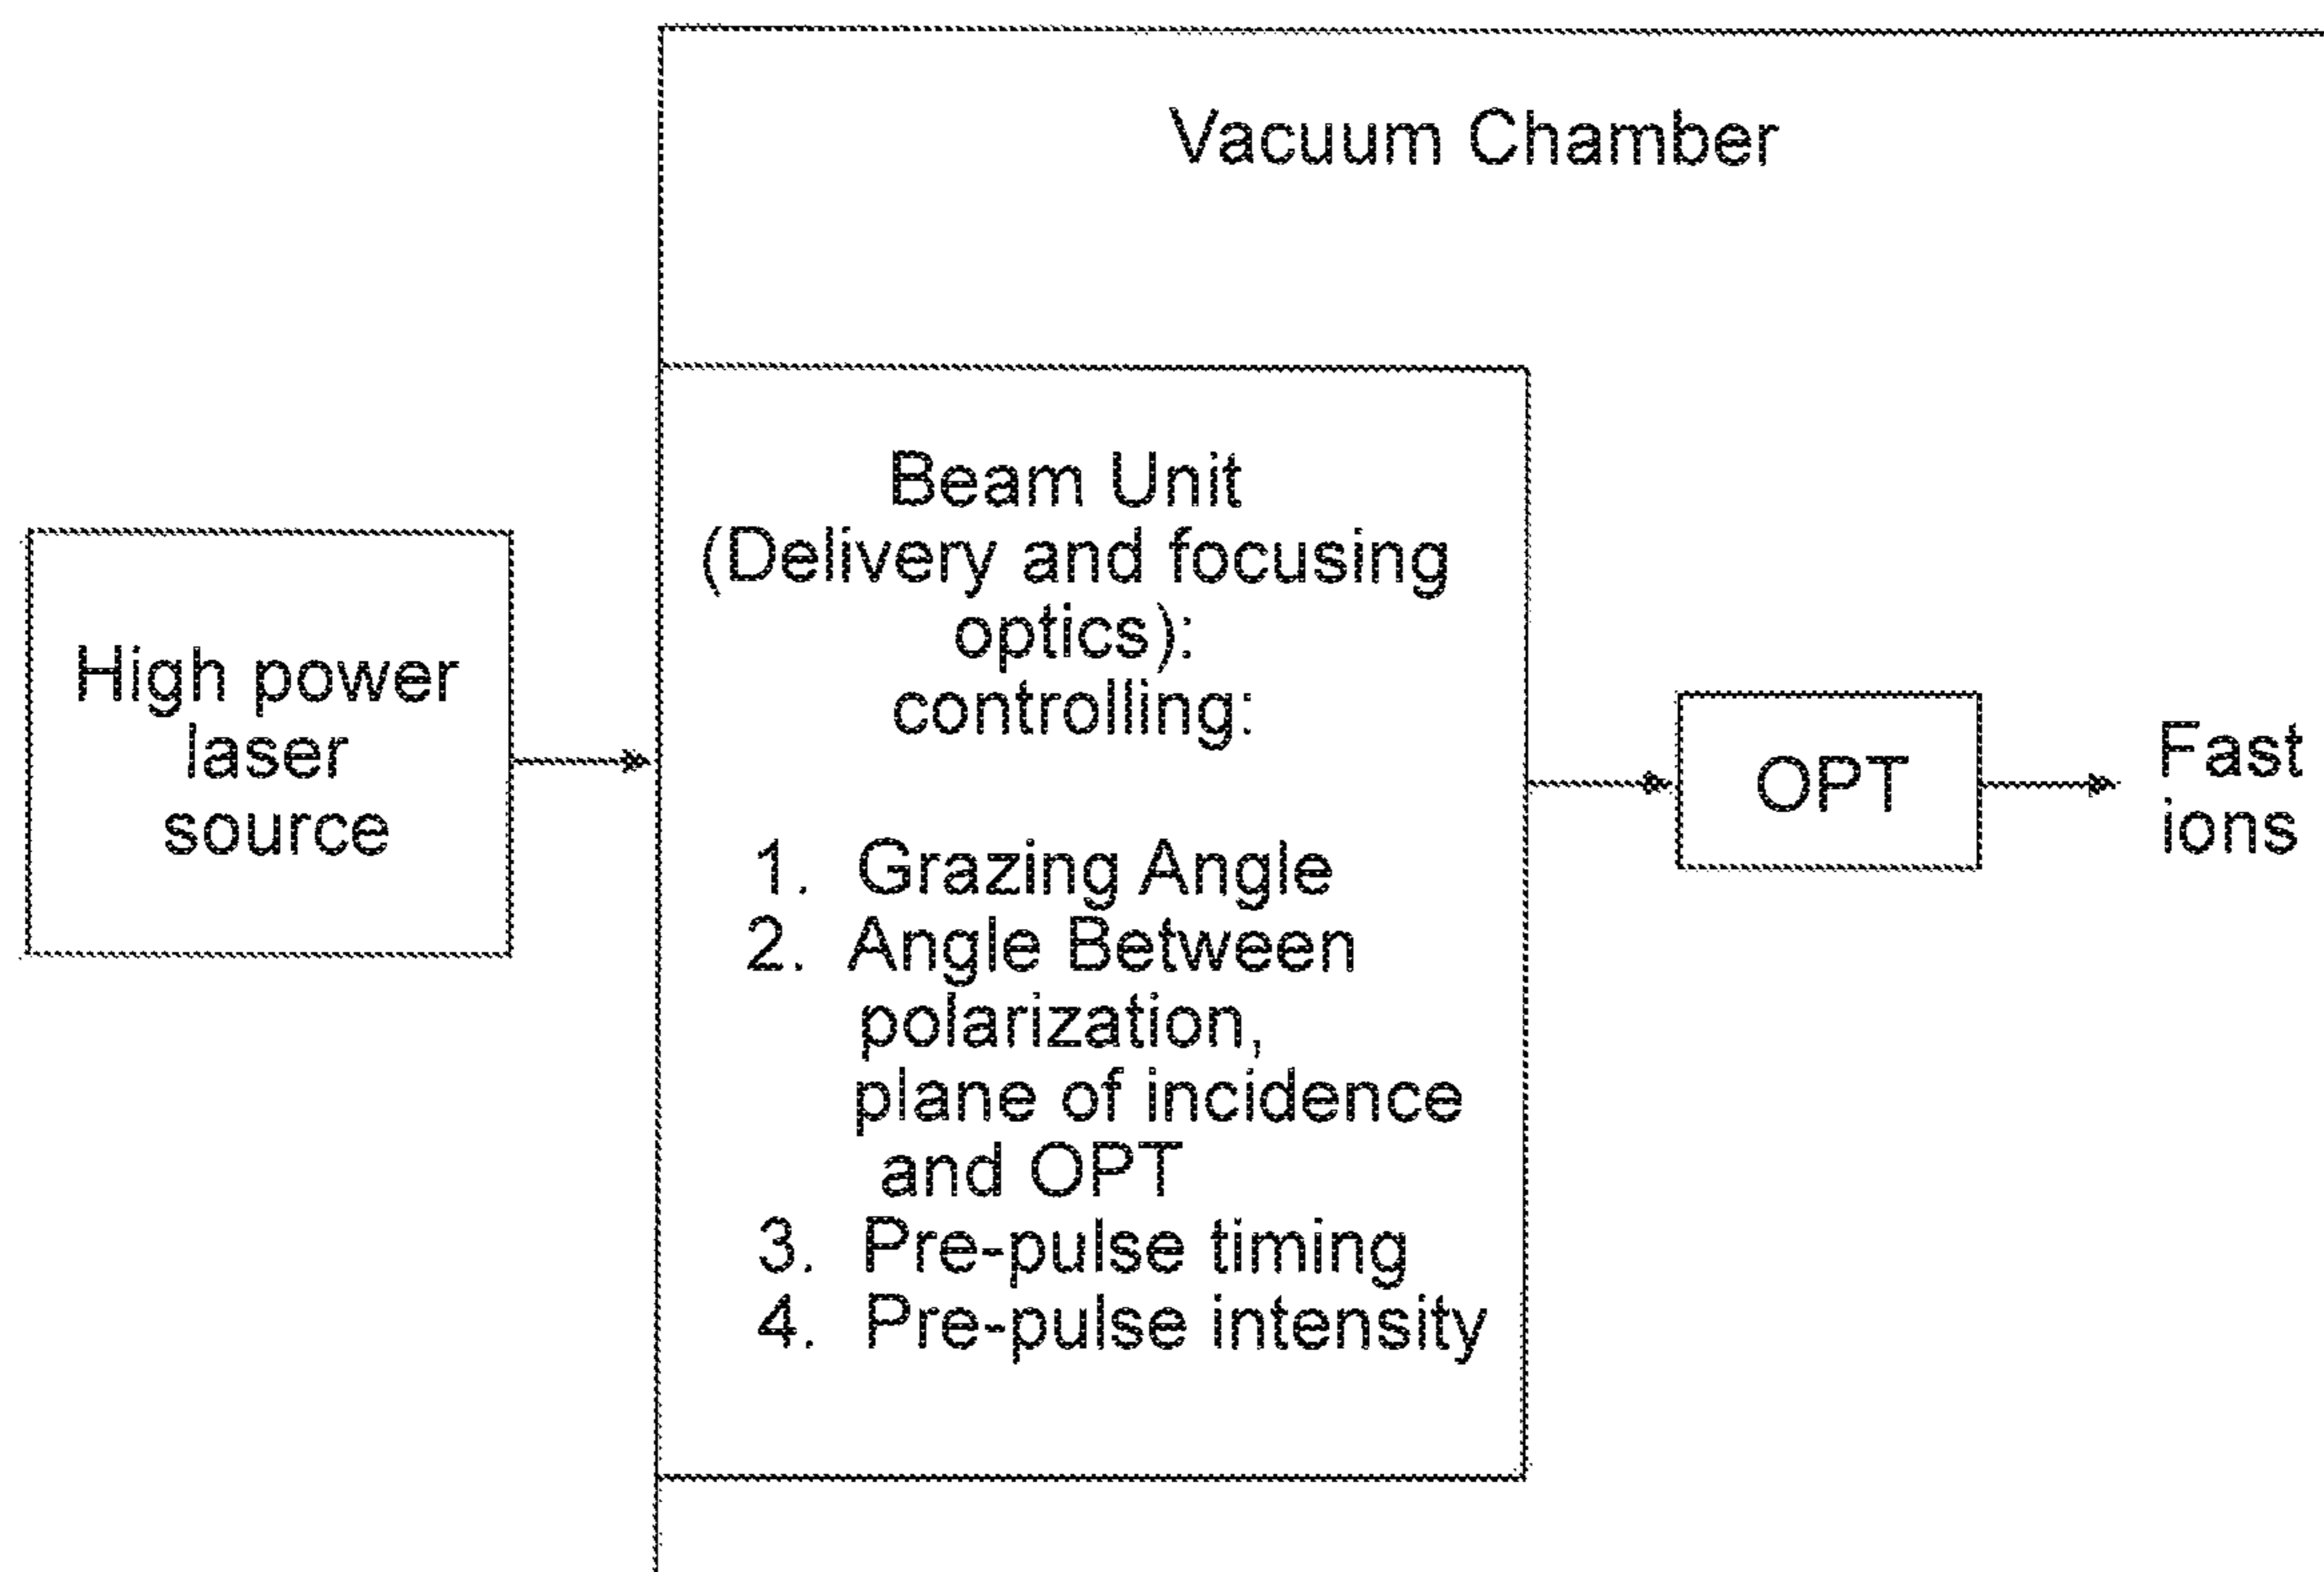 Vacuum Chamber
High power
laser
source
Beam Unit
(Delivery and focusing
optics):
controlling:
1. Grazing Angle
2. Angle Between
polarization,
plane of incidence
and OPT
3. Pre-pulse timing
4. Pre-pulse intensity
OPT
Fast
ions